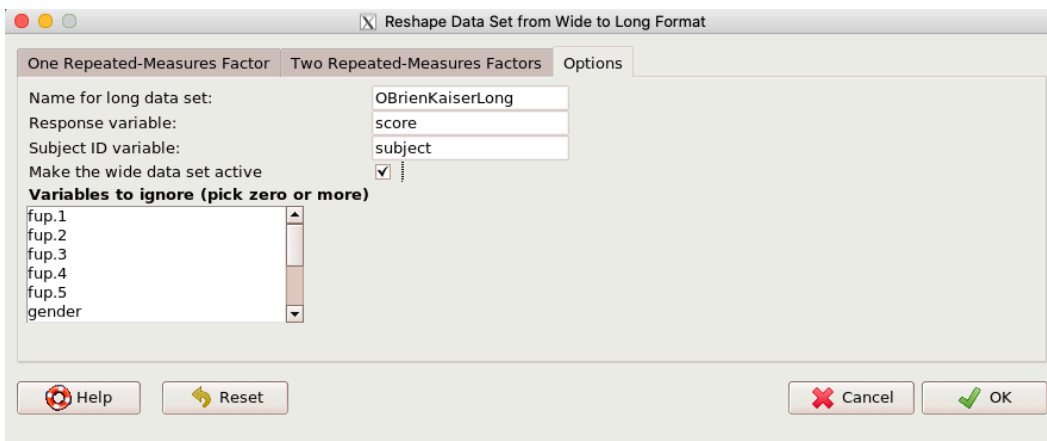 Reshape Data Set from Wide to Long Format
One Repeated-Measures Factor Two Repeated-Measures Factors Options
Name for long data set: OBrienKaiserLong
Response variable: score
Subject ID variable: subject
Make the wide data set active
Variables to ignore (pick zero or more)
fup.1
fup.2
fup.3
fup.4
fup.5
gender
Help Reset Cancel OK